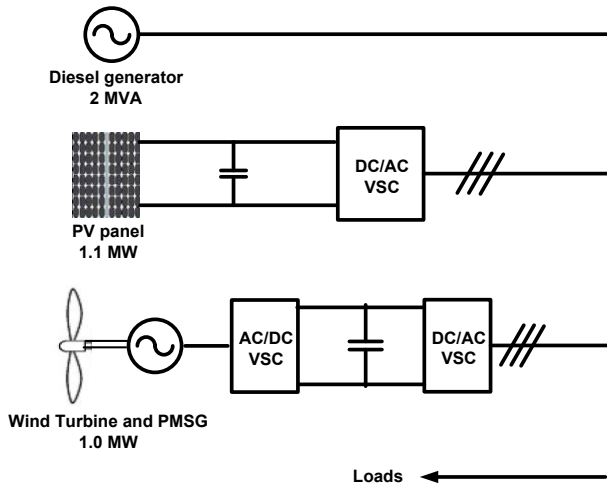 Diesel generator
2 MVA
DC/AC
VSC
PV panel
1.1 MW
AC/DC
VSC
DC/AC
VSC
Wind Turbine and PMSG
1.0 MW
Loads